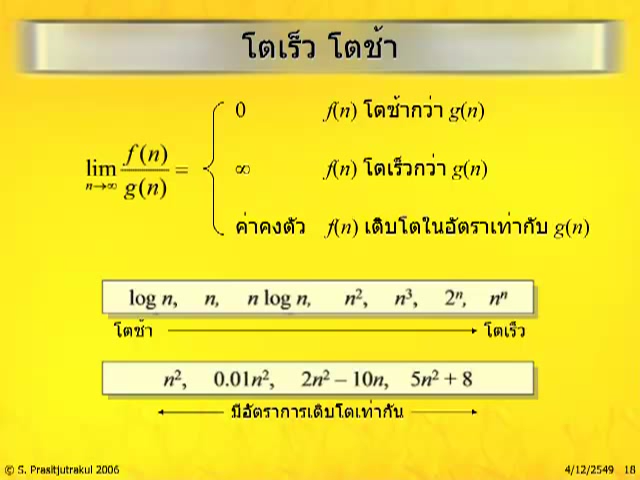 โตเร็ว โตช้า
0 f(n) โตช้ากว่า g(n)
lim n→∞ f(n)/g(n) = ∞ f(n) โตเร็วกว่า g(n)
ค่าคงตัว f(n) เติบโตในอัตราเท่ากับ g(n)
log n, n, n log n, n², n³, 2ⁿ, nⁿ
โตช้า → โตเร็ว
n², 0.01n², 2n² – 10n, 5n² + 8
มีอัตราการเติบโตเท่ากัน
© S. Prasitjutrakul 2006 4/12/2549 18